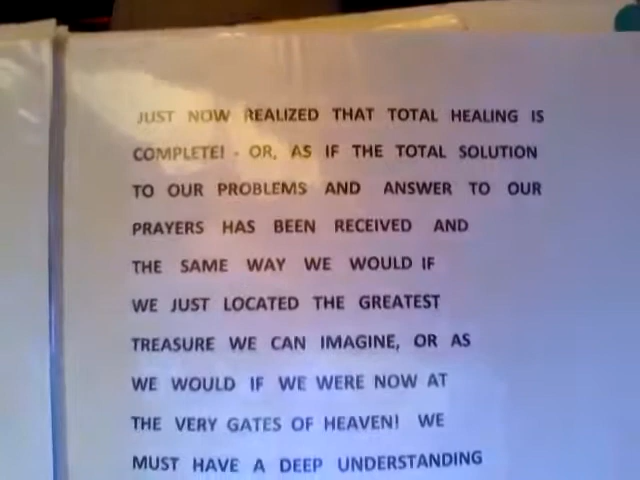 JUST NOW REALIZED THAT TOTAL HEALING IS
COMPLETE! - OR, AS IF THE TOTAL SOLUTION
TO OUR PROBLEMS AND ANSWER TO OUR
PRAYERS HAS BEEN RECEIVED AND
THE SAME WAY WE WOULD IF
WE JUST LOCATED THE GREATEST
TREASURE WE CAN IMAGINE, OR AS
WE WOULD IF WE WERE NOW AT
THE VERY GATES OF HEAVEN! WE
MUST HAVE A DEEP UNDERSTANDING